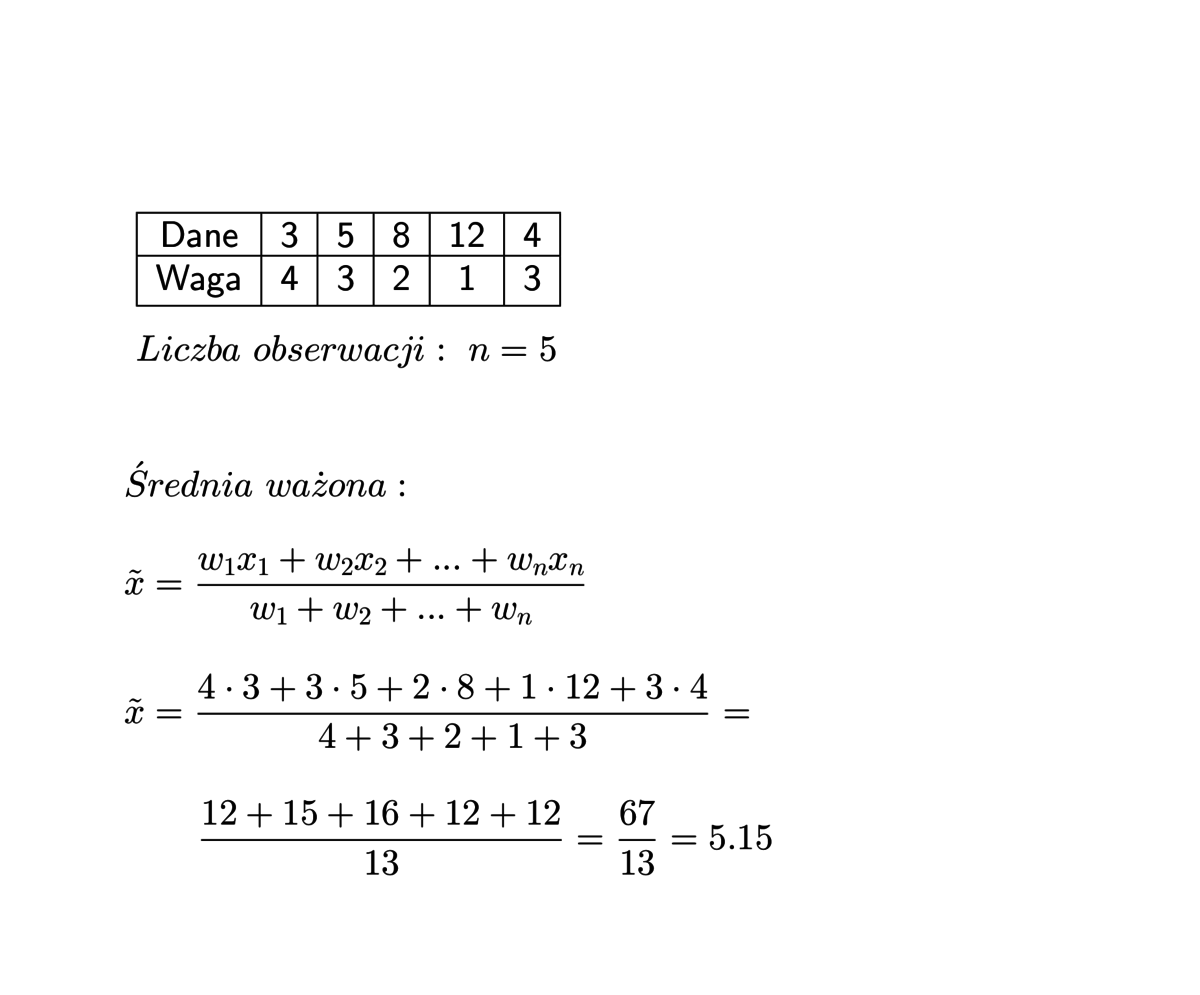 Dane 3 5 8 12 4
Waga 4 3 2 1 3
Liczba obserwacji : n = 5
Średnia ważona :
x̃ = (w₁x₁ + w₂x₂ + ... + wₙxₙ) / (w₁ + w₂ + ... + wₙ)
x̃ = (4 · 3 + 3 · 5 + 2 · 8 + 1 · 12 + 3 · 4) / (4 + 3 + 2 + 1 + 3) =
(12 + 15 + 16 + 12 + 12) / 13 = 67 / 13 = 5.15